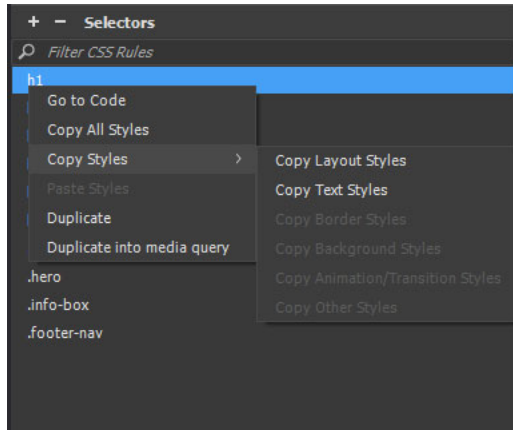 + − Selectors
Filter CSS Rules
h1
Go to Code
Copy All Styles
Copy Styles >
Copy Layout Styles
Paste Styles
Copy Text Styles
Duplicate
Copy Border Styles
Duplicate into media query
Copy Background Styles
.hero
Copy Animation/Transition Styles
.info-box
Copy Other Styles
.footer-nav